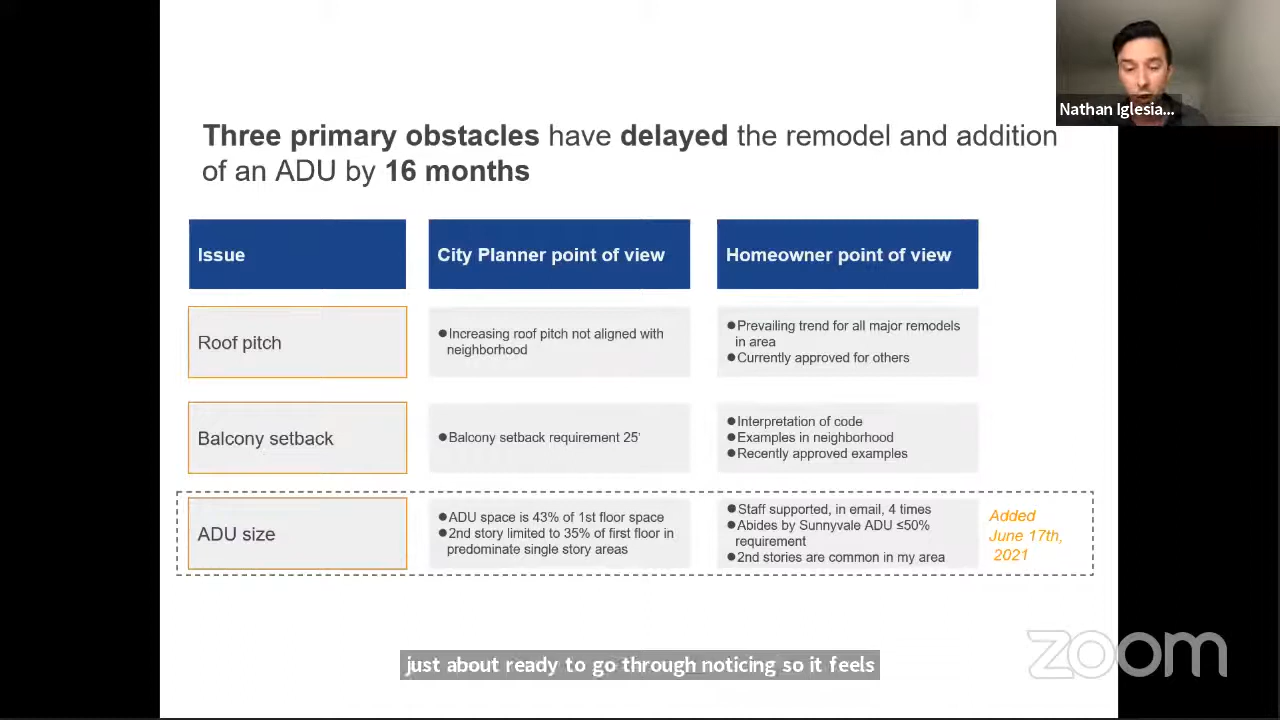 Nathan Iglesia...
Three primary obstacles have delayed the remodel and addition
of an ADU by 16 months
Issue
City Planner point of view
Homeowner point of view
Roof pitch
●Increasing roof pitch not aligned with
neighborhood
●Prevailing trend for all major remodels
in area
●Currently approved for others
Balcony setback
●Balcony setback requirement 25'
●Interpretation of code
●Examples in neighborhood
●Recently approved examples
ADU size
●ADU space is 43% of 1st floor space
●2nd story limited to 35% of first floor in
predominate single story areas
●Staff supported, in email, 4 times
●Abides by Sunnyvale ADU ≤50%
requirement
●2nd stories are common in my area
Added
June 17th,
2021
just about ready to go through noticing so it feels
zoom